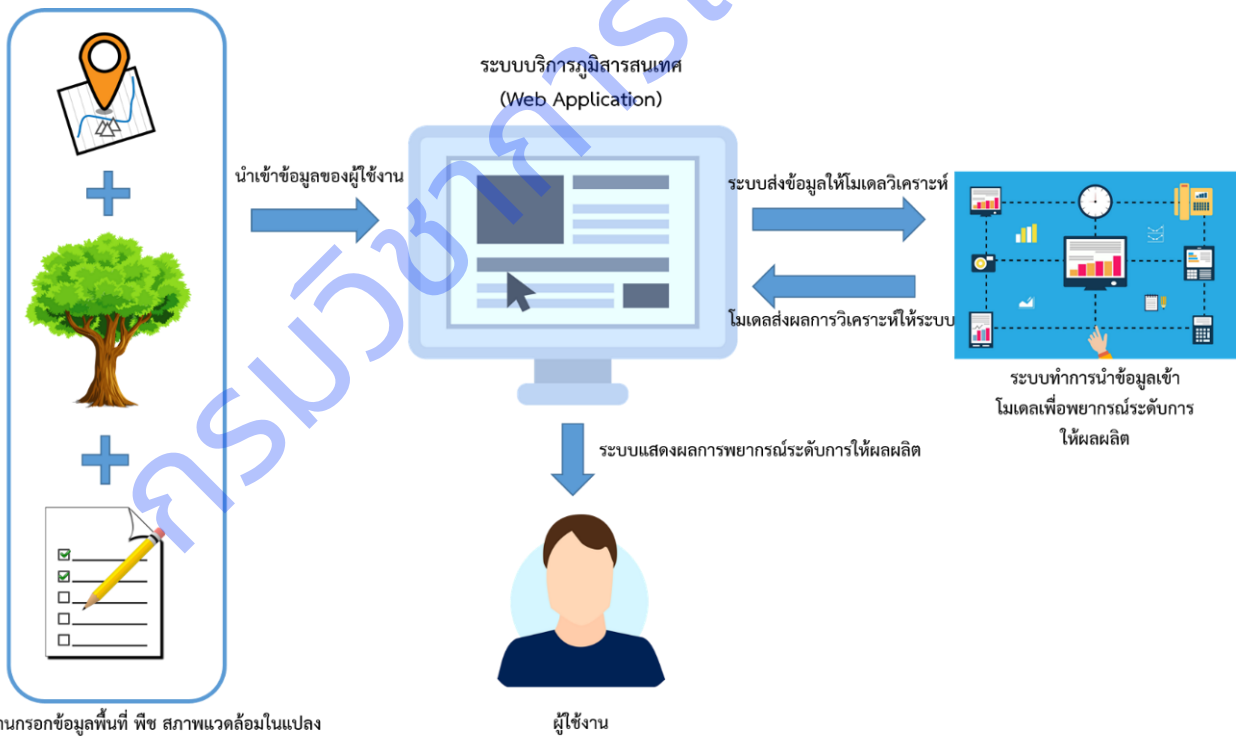 ระบบบริการภูมิสารสนเทศ
(Web Application)
นำเข้าข้อมูลของผู้ใช้งาน
ระบบส่งข้อมูลให้โมเดลวิเคราะห์
โมเดลส่งผลการวิเคราะห์ให้ระบบ
ระบบทำการนำข้อมูลเข้า
โมเดลเพื่อพยากรณ์ระดับการ
ให้ผลผลิต
ระบบแสดงผลการพยากรณ์ระดับการให้ผลผลิต
กรอกข้อมูลพื้นที่ พืช สภาพแวดล้อมในแปลง
ผู้ใช้งาน
กรมวิชาการ